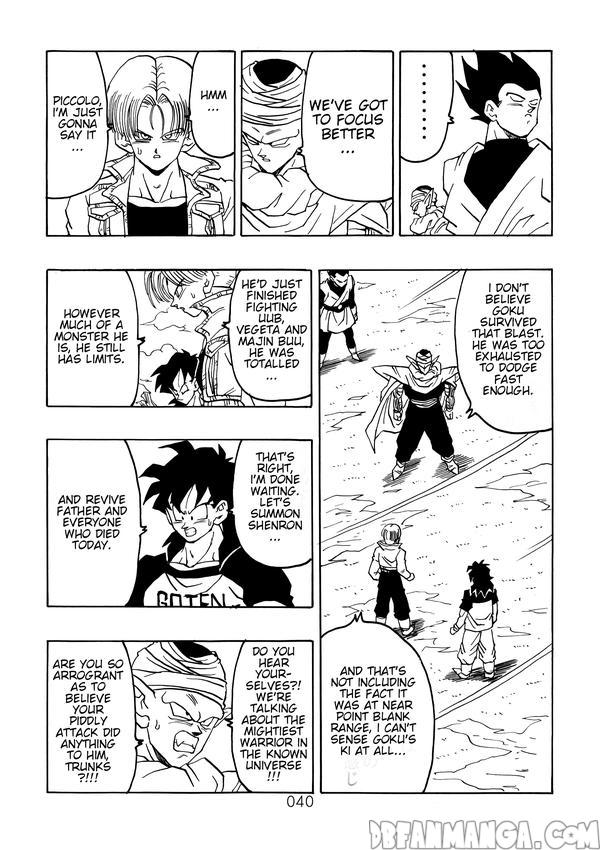 ........
WE'VE GOT
TO FOCUS
BETTER
...
HMM
...
PICCOLO,
I'M JUST
GONNA
SAY IT
...
I DON'T
BELIEVE
GOKU
SURVIVED
THAT BLAST.
HE WAS TOO
EXHAUSTED
TO DODGE
FAST
ENOUGH.
AND THAT'S
NOT INCLUDING
THE FACT IT
WAS AT NEAR
POINT BLANK
RANGE, I CAN'T
SENSE GOKU'S
KI AT ALL...
HE'D JUST
FINISHED
FIGHTING
UUB,
VEGETA AND
MAJIN BUU,
HE WAS
TOTALLED
...
HOWEVER
MUCH OF A
MONSTER HE
IS, HE STILL
HAS LIMITS.
THAT'S
RIGHT,
I'M DONE
WAITING.
LET'S
SUMMON
SHENRON
...
AND REVIVE
FATHER AND
EVERYONE
WHO DIED
TODAY.
GOTEN
DO YOU
HEAR
YOUR-
SELVES?!
WE'RE
TALKING
ABOUT THE
MIGHTIEST
WARRIOR IN
THE KNOWN
UNIVERSE
!!!
ARE YOU SO
ARROGRANT
AS TO
BELIEVE
YOUR
PIDDLY
ATTACK DID
ANYTHING
TO HIM,
TRUNKS
?!!!
040
DBFANMANGA.COM